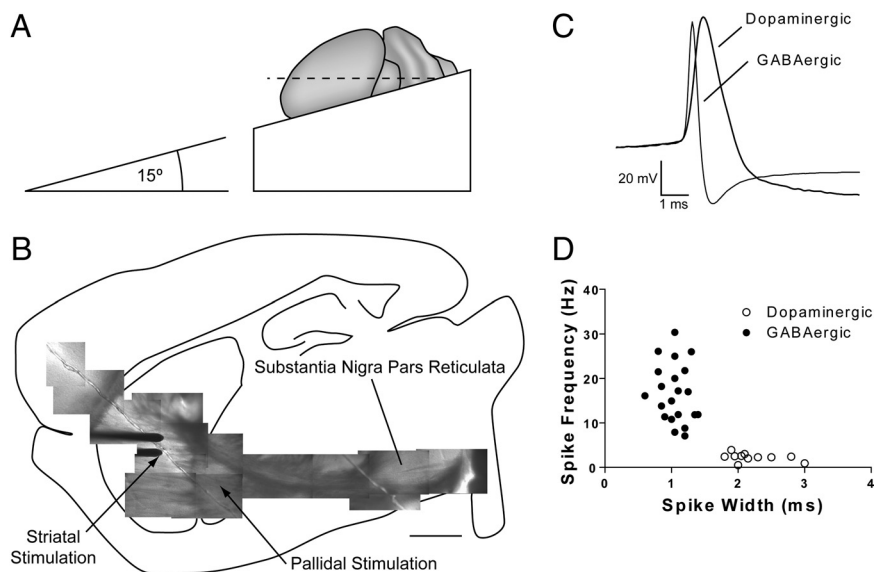 A
15º
B
Substantia Nigra Pars Reticulata
Striatal
Stimulation
Pallidal Stimulation
C
Dopaminergic
GABAergic
20 mV
1 ms
D
Spike Frequency (Hz)
40
30
20
10
0
Dopaminergic
GABAergic
0 1 2 3 4
Spike Width (ms)